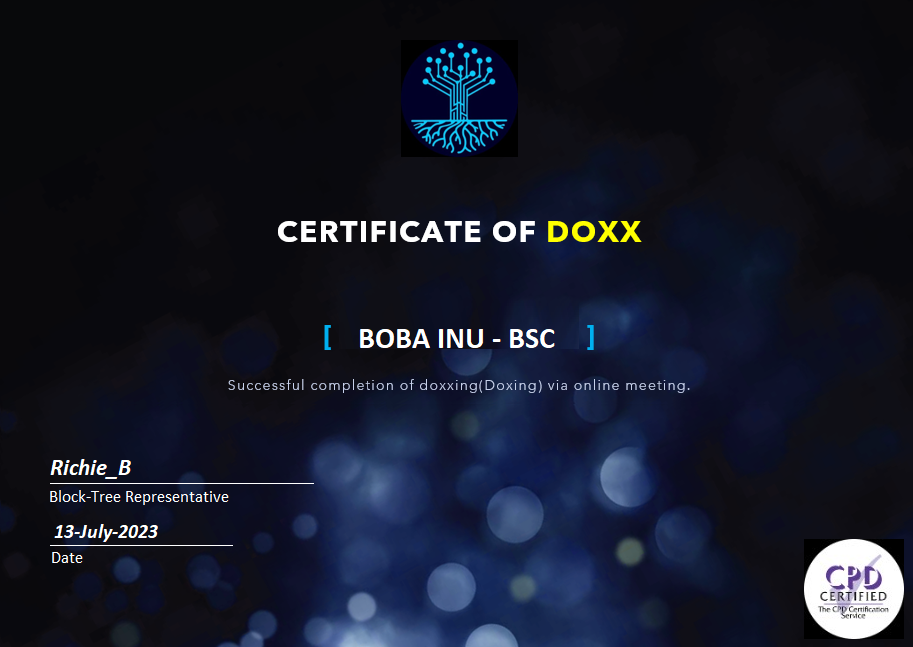 CERTIFICATE OF DOXX
[ BOBA INU - BSC ]
Successful completion of doxxing(Doxing) via online meeting.
Richie_B
Block-Tree Representative
13-July-2023
Date
CPD
CERTIFIED
The CPD Certification
Service